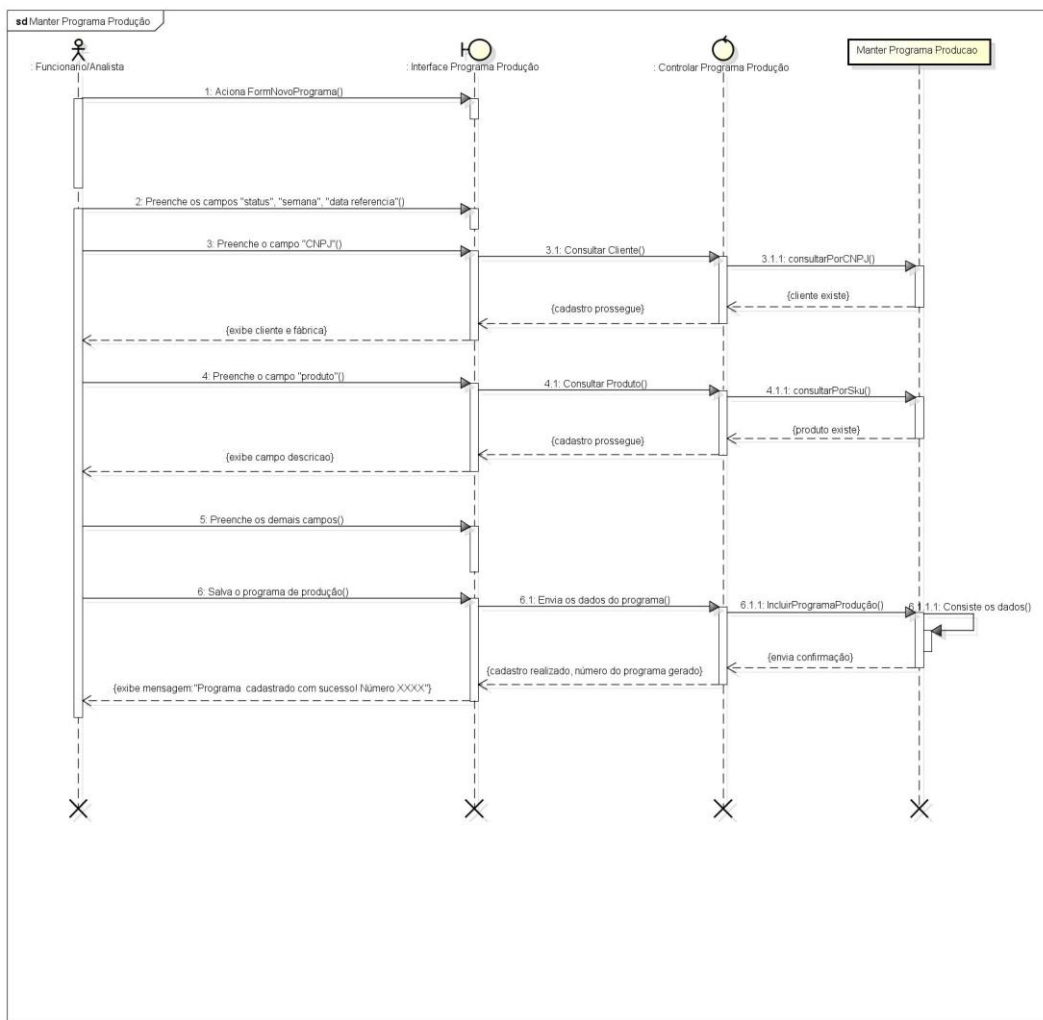 sd Manter Programa Produção
: Funcionario/Analista
: Interface Programa Produção
: Controlar Programa Produção
Manter Programa Producao
1: Aciona FormNovoPrograma()
2: Preenche os campos "status", "semana", "data referencia"()
3: Preenche o campo "CNPJ"()
3.1: Consultar Cliente()
3.1.1: consultarPorCNPJ()
{cliente existe}
{cadastro prossegue}
{exibe cliente e fábrica}
4: Preenche o campo "produto"()
4.1: Consultar Produto()
4.1.1: consultarPorSku()
{produto existe}
{cadastro prossegue}
{exibe campo descricao}
5: Preenche os demais campos()
6: Salva o programa de produção()
6.1: Envia os dados do programa()
6.1.1: IncluirProgramaProdução()
6.1.1.1: Consiste os dados()
{envia confirmação}
{cadastro realizado, número do programa gerado}
{exibe mensagem:"Programa cadastrado com sucesso! Número XXXX"}